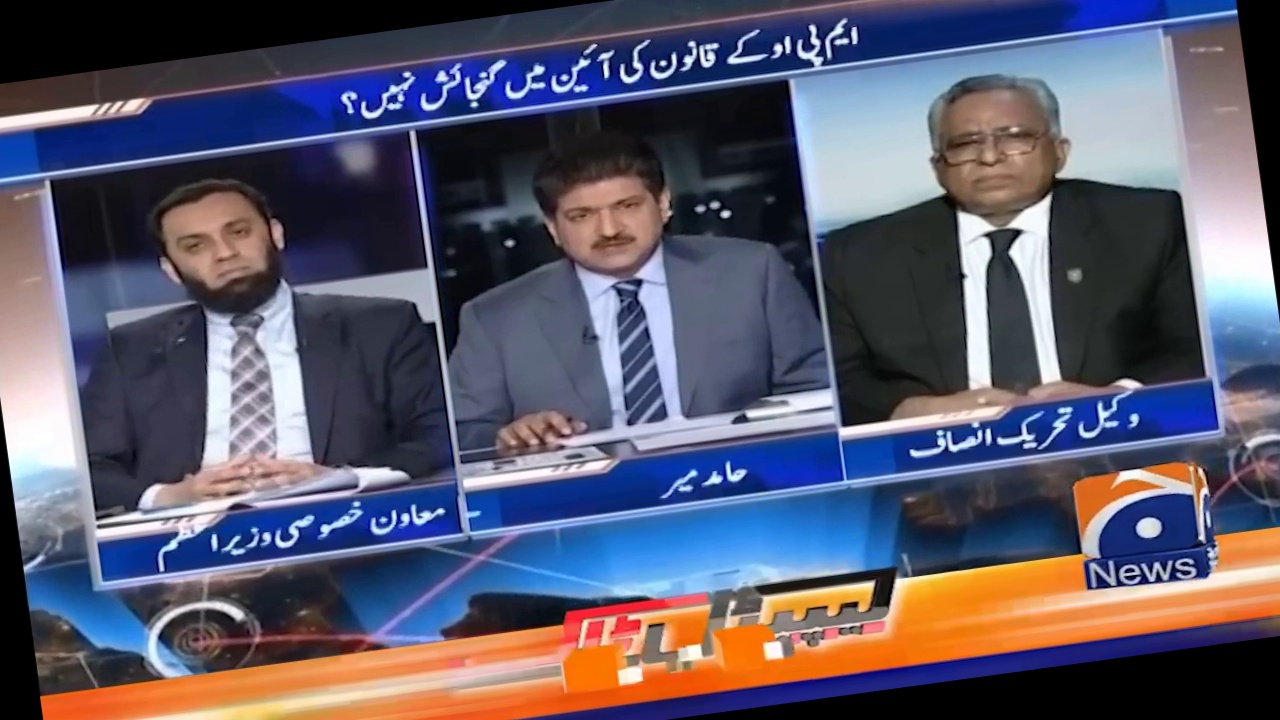 ایم پی او کے قانون کی آئین میں گنجائش نہیں؟
وکیل تحریک انصاف
حامد میر
معاون خصوصی وزیراعظم
News